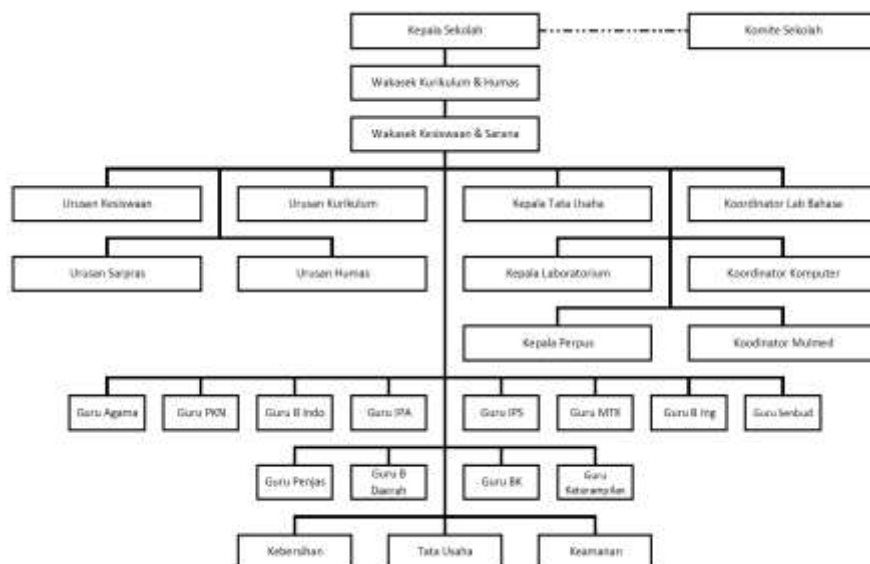 Kepala Sekolah
Komite Sekolah
Wakasek Kurikulum & Humas
Wakasek Kesiswaan & Sarana
Urusan Kesiswaan
Urusan Kurikulum
Kepala Tata Usaha
Koordinator Lab Bahasa
Urusan Sarpras
Urusan Humas
Kepala Laboratorium
Koordinator Komputer
Kepala Perpus
Koodinator Mulmed
Guru Agama
Guru PKN
Guru B Indo
Guru IPA
Guru IPS
Guru MTK
Guru B Ing
Guru Senbud
Guru Penjas
Guru B
Daerah
Guru BK
Guru
Keterampilan
Kebersihan
Tata Usaha
Keamanan